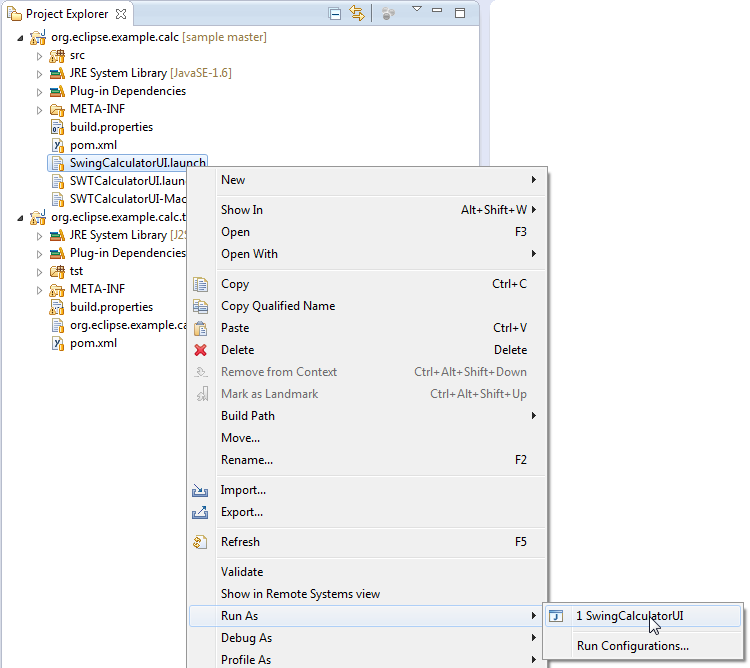 Project Explorer
org.eclipse.example.calc [sample master]
src
JRE System Library [JavaSE-1.6]
Plug-in Dependencies
META-INF
build.properties
pom.xml
SwingCalculatorUI.launch
SWTCalculatorUI.laun
SWTCalculatorUI-Mac
org.eclipse.example.calc.t
JRE System Library [J2S
Plug-in Dependencies
tst
META-INF
build.properties
org.eclipse.example.ca
pom.xml
New
Show In Alt+Shift+W
Open F3
Open With
Copy Ctrl+C
Copy Qualified Name
Paste Ctrl+V
Delete Delete
Remove from Context Ctrl+Alt+Shift+Down
Mark as Landmark Ctrl+Alt+Shift+Up
Build Path
Move...
Rename... F2
Import...
Export...
Refresh F5
Validate
Show in Remote Systems view
Run As
Debug As
Profile As
1 SwingCalculatorUI
Run Configurations...